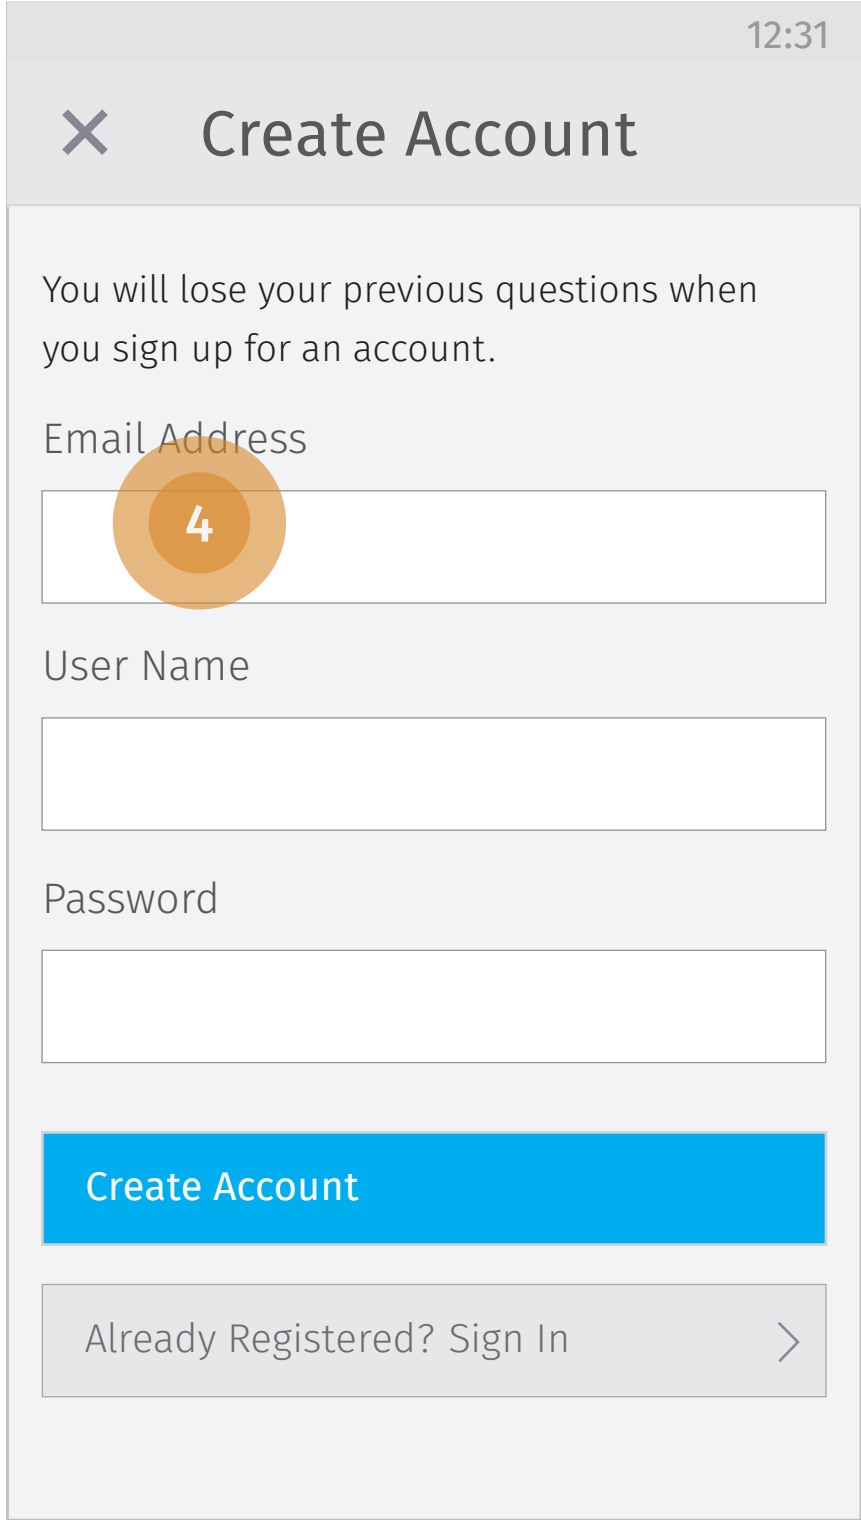 12:31
Create Account
You will lose your previous questions when
you sign up for an account.
Email Address
4
User Name
Password
Create Account
Already Registered? Sign In